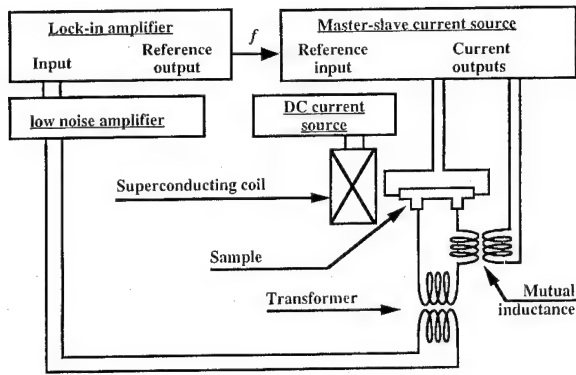 Lock-in amplifier
Master-slave current source
Input
Reference
output
f
Reference
input
Current
outputs
low noise amplifier
DC current
source
Superconducting coil
Sample
Transformer
Mutual
inductance